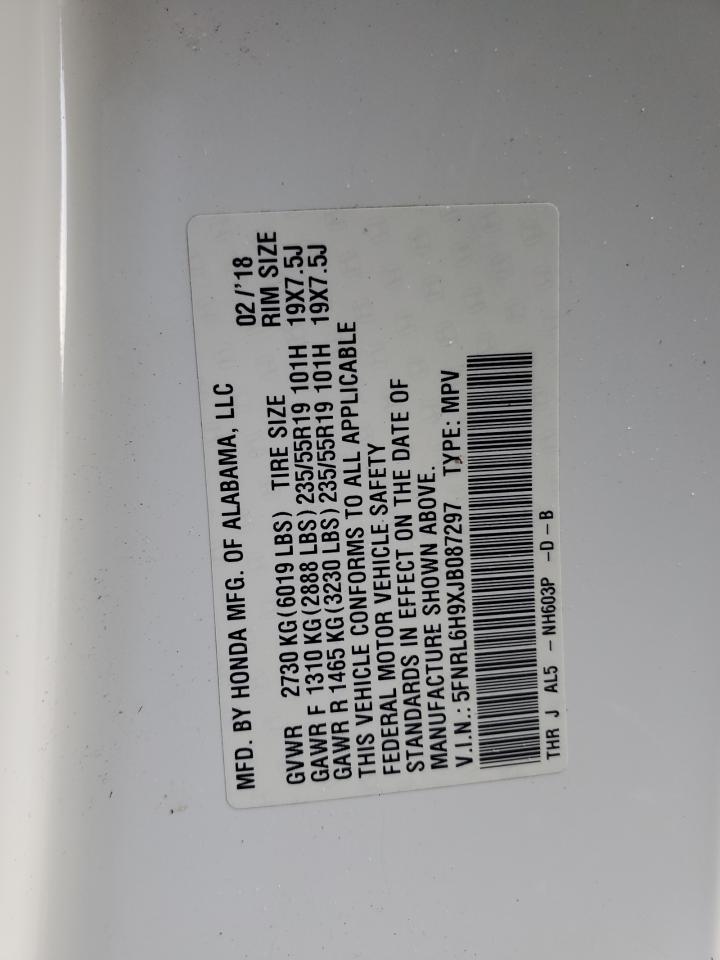 MFD. BY HONDA MFG. OF ALABAMA, LLC 02/'18
GVWR 2730 KG(6019 LBS) TIRE SIZE RIM SIZE
GAWR F 1310 KG(2888 LBS)235/55R19 101H 19X7.5J
GAWR R 1465 KG(3230 LBS)235/55R19 101H 19X7.5J
THIS VEHICLE CONFORMS TO ALL APPLICABLE
FEDERAL MOTOR VEHICLE SAFETY
STANDARDS IN EFFECT ON THE DATE OF
MANUFACTURE SHOWN ABOVE.
V.I.N.: 5FNRL6H9XJB087297 TYPE: MPV
THR J AL5 - NH603P -D-B